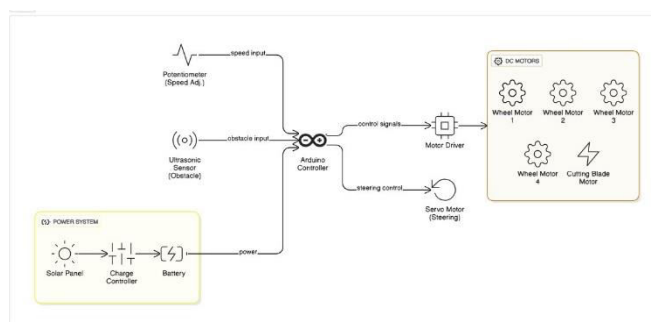 speed input
Potentiometer
(Speed Adj.)
obstacle input
Ultrasonic
Sensor
(Obstacle)
Arduino
Controller
control signals
Motor Driver
steering control
Servo Motor
(Steering)
DC MOTORS
Wheel Motor
1
Wheel Motor
2
Wheel Motor
3
Wheel Motor
4
Cutting Blade
Motor
POWER SYSTEM
Solar Panel
Charge
Controller
Battery
power